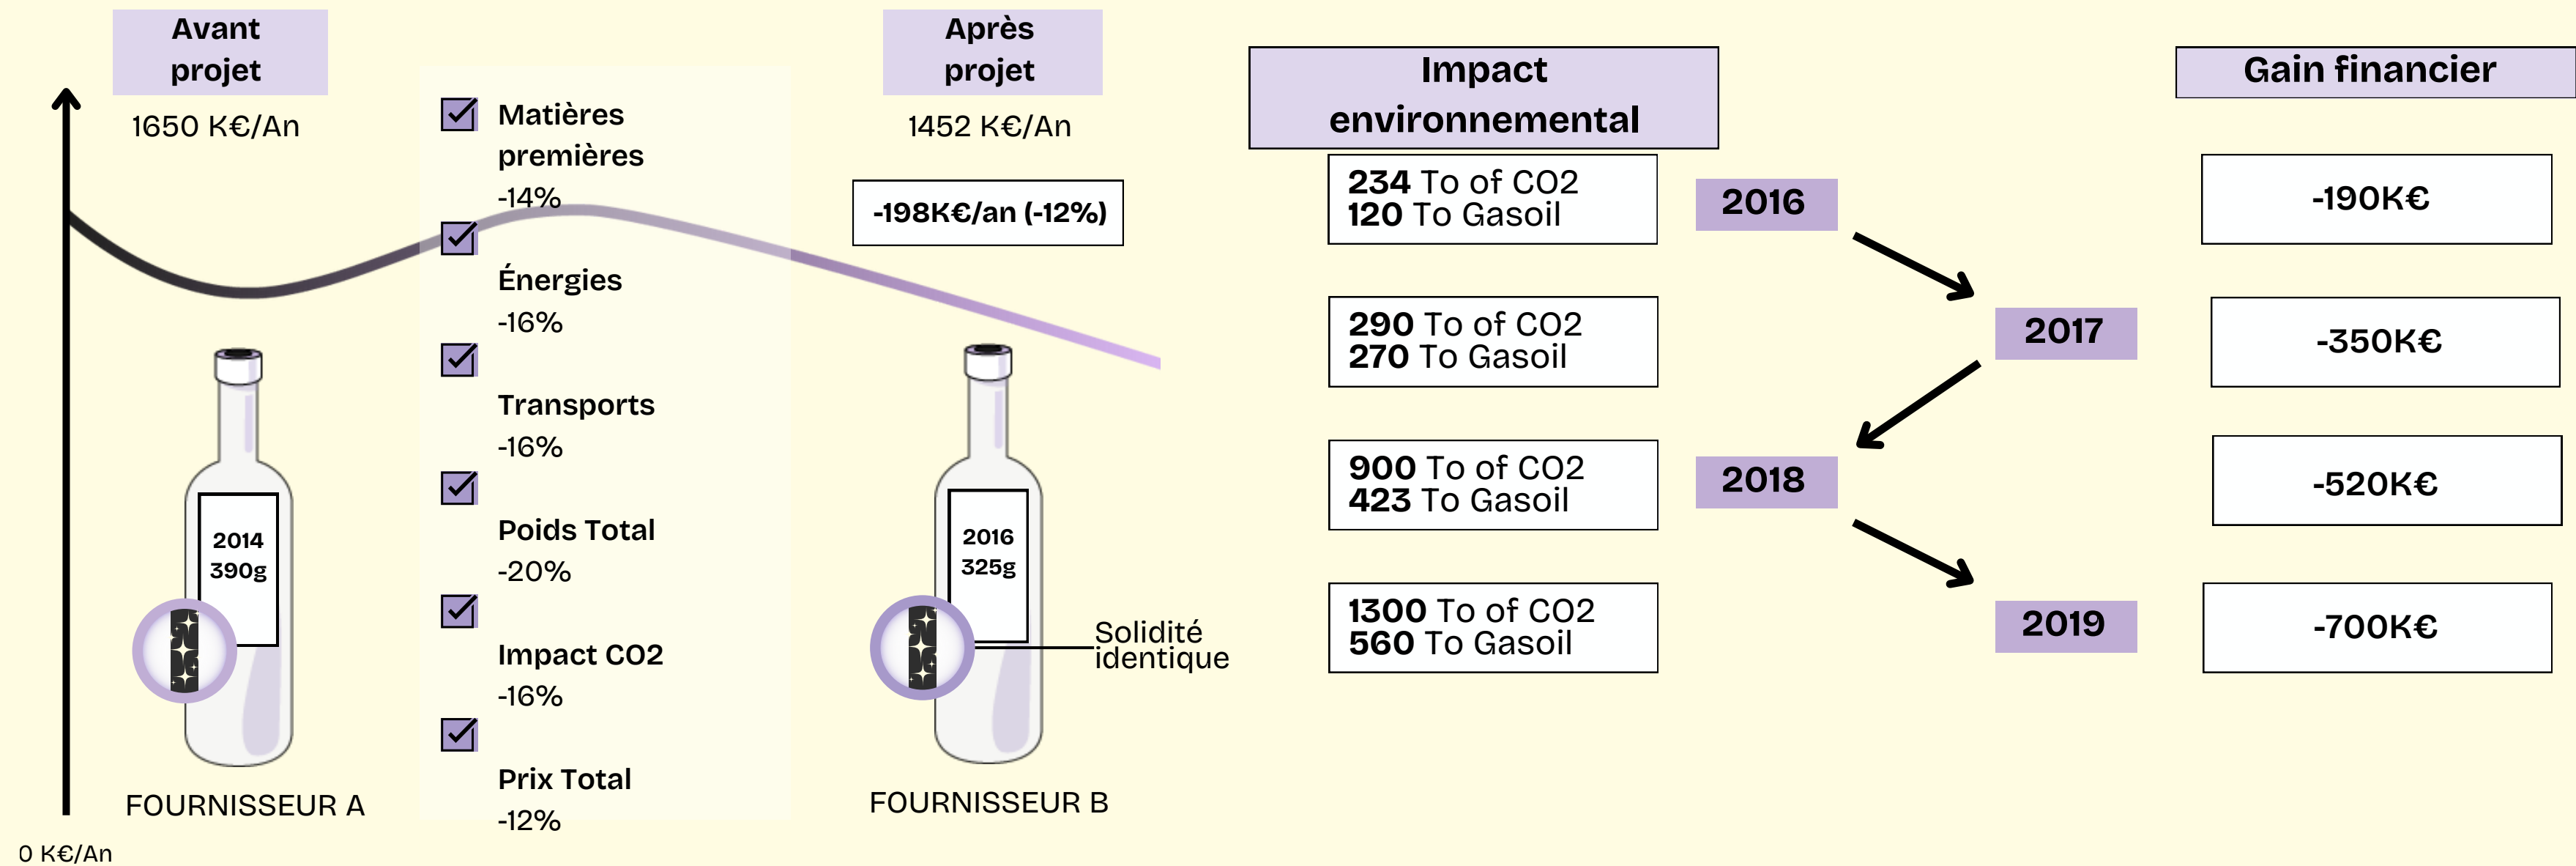 Avant
projet
1650 K€/An
Matières
premières
-14%
Énergies
-16%
Transports
-16%
Poids Total
-20%
Impact CO2
-16%
Prix Total
-12%
Après
projet
1452 K€/An
-198K€/an (-12%)
2014
390g
FOURNISSEUR A
0 K€/An
2016
325g
Solidité
identique
FOURNISSEUR B
Impact
environnemental
Gain financier
234 To of CO2
120 To Gasoil
2016
-190K€
290 To of CO2
270 To Gasoil
2017
-350K€
900 To of CO2
423 To Gasoil
2018
-520K€
1300 To of CO2
560 To Gasoil
2019
-700K€